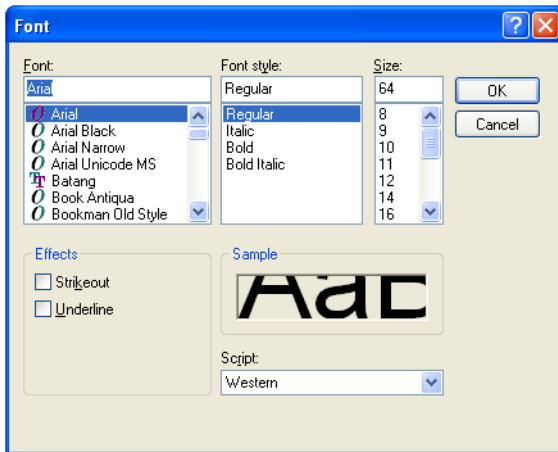 Font
Font: Font style: Size:
Arial Regular 64 OK
Arial Regular 8 Cancel
Arial Black Italic 9
Arial Narrow Bold 10
Arial Unicode MS Bold Italic 11
Batang 12
Book Antiqua 14
Bookman Old Style 16
Effects Sample
Strikeout
Underline
AaB
Script:
Western